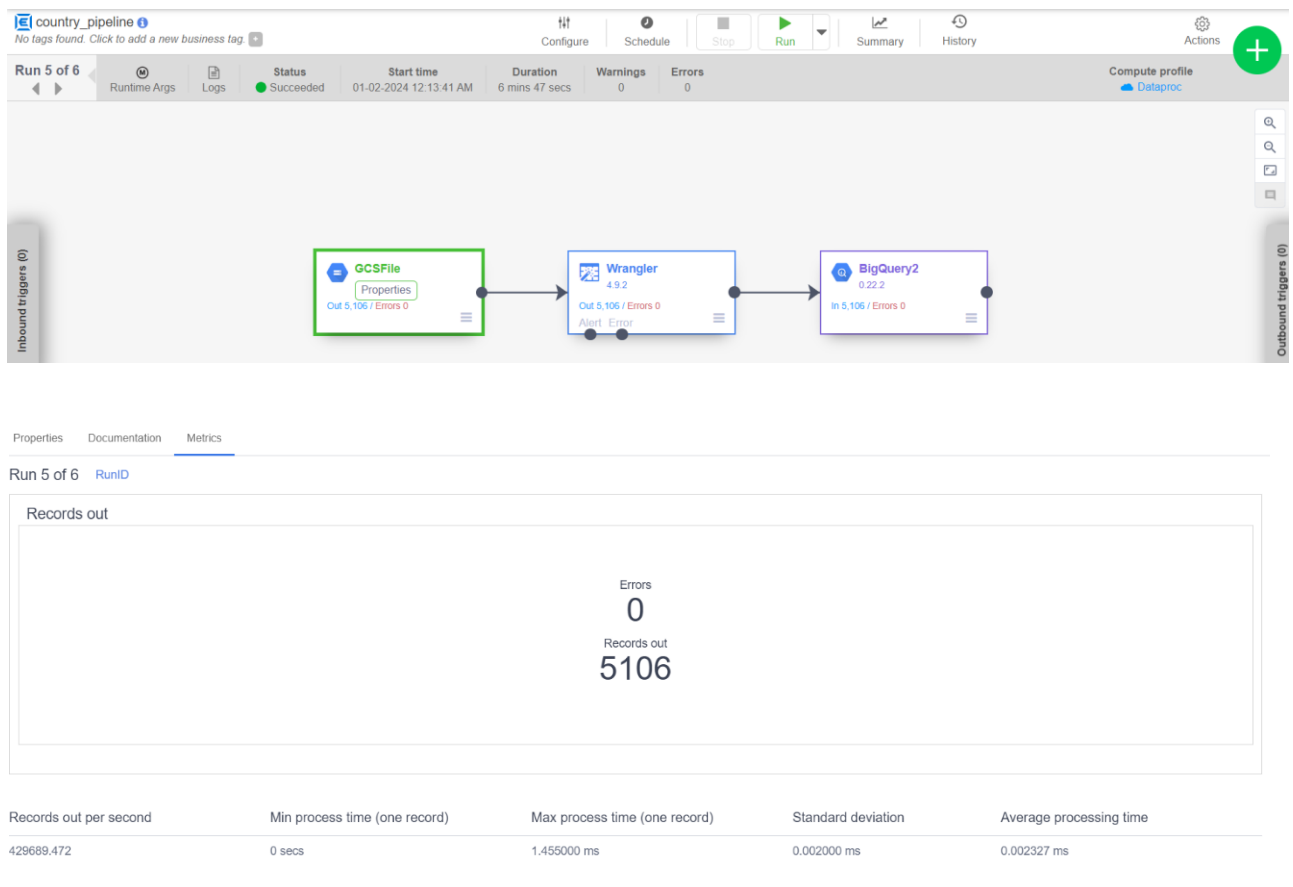 country_pipeline
No tags found. Click to add a new business tag.
Configure
Schedule
Stop
Run
Summary
History
Actions
Run 5 of 6
Runtime Args
Logs
Status
Succeeded
Start time
01-02-2024 12:13:41 AM
Duration
6 mins 47 secs
Warnings
0
Errors
0
Compute profile
Dataproc
Inbound triggers (0)
GCSFile
Properties
Out 5,106 / Errors 0
Wrangler
4.9.2
Out 5,106 / Errors 0
Alert Error
BigQuery2
0.22.2
In 5,106 / Errors 0
Outbound triggers (0)
Properties Documentation Metrics
Run 5 of 6 RunID
Records out
Errors
0
Records out
5106
Records out per second Min process time (one record) Max process time (one record) Standard deviation Average processing time
429689.472 0 secs 1.455000 ms 0.002000 ms 0.002327 ms